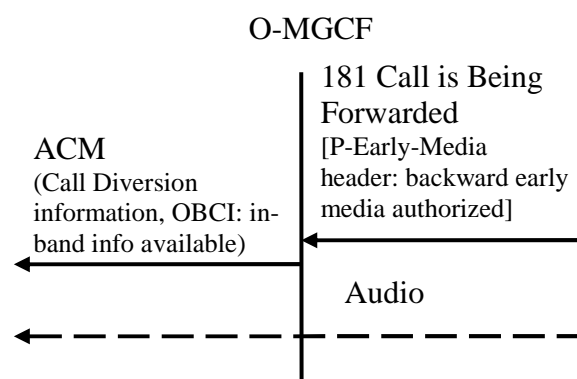 O-MGCF
181 Call is Being
Forwarded
[P-Early-Media
header: backward early
media authorized]
ACM
(Call Diversion
information, OBCI: in-
band info available)
Audio